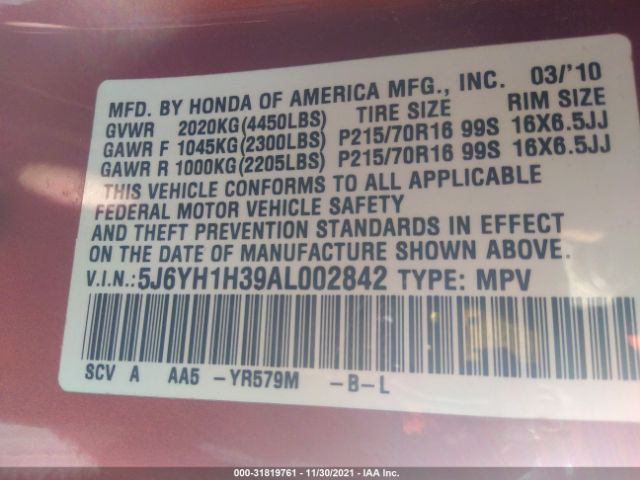 MFD. BY HONDA OF AMERICA MFG., INC. 03/'10
GVWR 2020KG(4450LBS) TIRE SIZE RIM SIZE
GAWR F 1045KG(2300LBS) P215/70R16 99S 16X6.5JJ
GAWR R 1000KG(2205LBS) P215/70R16 99S 16X6.5JJ
THIS VEHICLE CONFORMS TO ALL APPLICABLE
FEDERAL MOTOR VEHICLE SAFETY
AND THEFT PREVENTION STANDARDS IN EFFECT
ON THE DATE OF MANUFACTURE SHOWN ABOVE.
V.I.N.:5J6YH1H39AL002842 TYPE: MPV
SCV A AA5 -YR579M -B-L
000-31819761 - 11/30/2021 - IAA Inc.